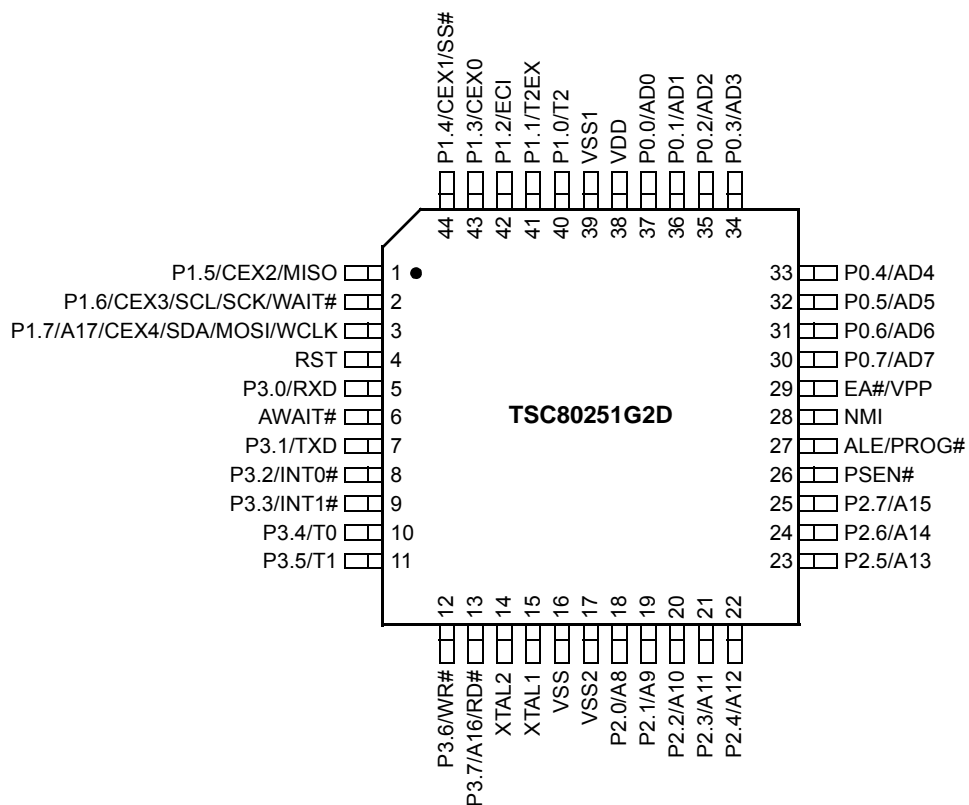 P1.4/CEX1/SS#
P1.3/CEX0
P1.2/ECI
P1.1/T2EX
P1.0/T2
VSS1
VDD
P0.0/AD0
P0.1/AD1
P0.2/AD2
P0.3/AD3
44 43 42 41 40 39 38 37 36 35 34
P1.5/CEX2/MISO 1 33 P0.4/AD4
P1.6/CEX3/SCL/SCK/WAIT# 2 32 P0.5/AD5
P1.7/A17/CEX4/SDA/MOSI/WCLK 3 31 P0.6/AD6
RST 4 30 P0.7/AD7
P3.0/RXD 5 29 EA#/VPP
AWAIT# 6 TSC80251G2D 28 NMI
P3.1/TXD 7 27 ALE/PROG#
P3.2/INT0# 8 26 PSEN#
P3.3/INT1# 9 25 P2.7/A15
P3.4/T0 10 24 P2.6/A14
P3.5/T1 11 23 P2.5/A13
12 13 14 15 16 17 18 19 20 21 22
P3.6/WR#
P3.7/A16/RD#
XTAL2
XTAL1
VSS
VSS2
P2.0/A8
P2.1/A9
P2.2/A10
P2.3/A11
P2.4/A12